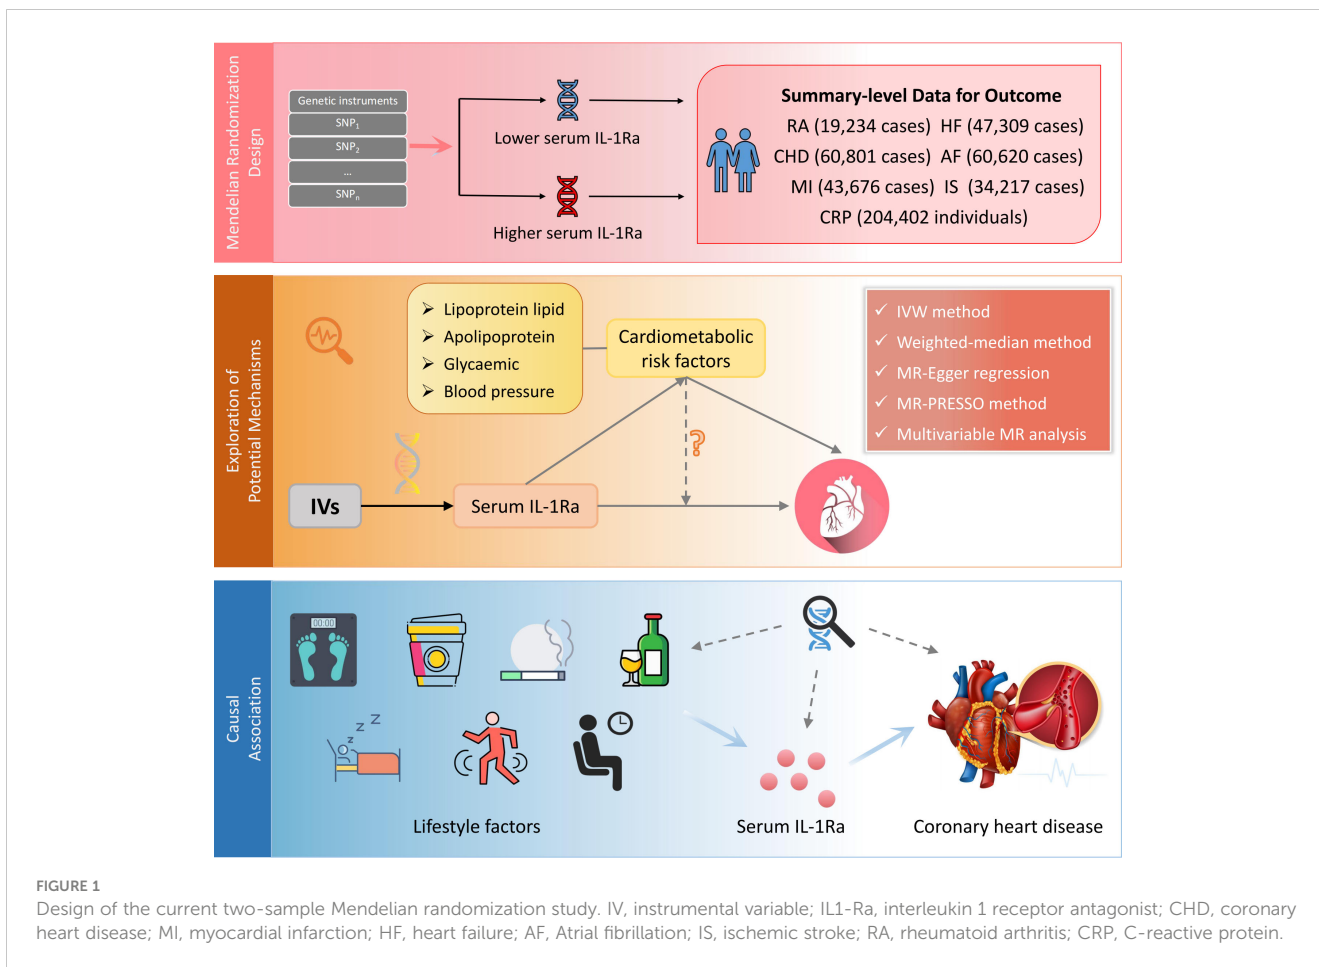 Mendelian Randomization
Design
Genetic instruments
SNP1
SNP2
...
SNPn
Lower serum IL-1Ra
Higher serum IL-1Ra
Summary-level Data for Outcome
RA (19,234 cases) HF (47,309 cases)
CHD (60,801 cases) AF (60,620 cases)
MI (43,676 cases) IS (34,217 cases)
CRP (204,402 individuals)
Exploration of
Potential Mechanisms
➢ Lipoprotein lipid
➢ Apolipoprotein
➢ Glycaemic
➢ Blood pressure
Cardiometabolic
risk factors
?
IVs
Serum IL-1Ra
✓ IVW method
✓ Weighted-median method
✓ MR-Egger regression
✓ MR-PRESSO method
✓ Multivariable MR analysis
Causal
Association
00:00
z z z
Lifestyle factors
Serum IL-1Ra
Coronary heart disease
FIGURE 1
Design of the current two-sample Mendelian randomization study. IV, instrumental variable; IL1-Ra, interleukin 1 receptor antagonist; CHD, coronary
heart disease; MI, myocardial infarction; HF, heart failure; AF, Atrial fibrillation; IS, ischemic stroke; RA, rheumatoid arthritis; CRP, C-reactive protein.